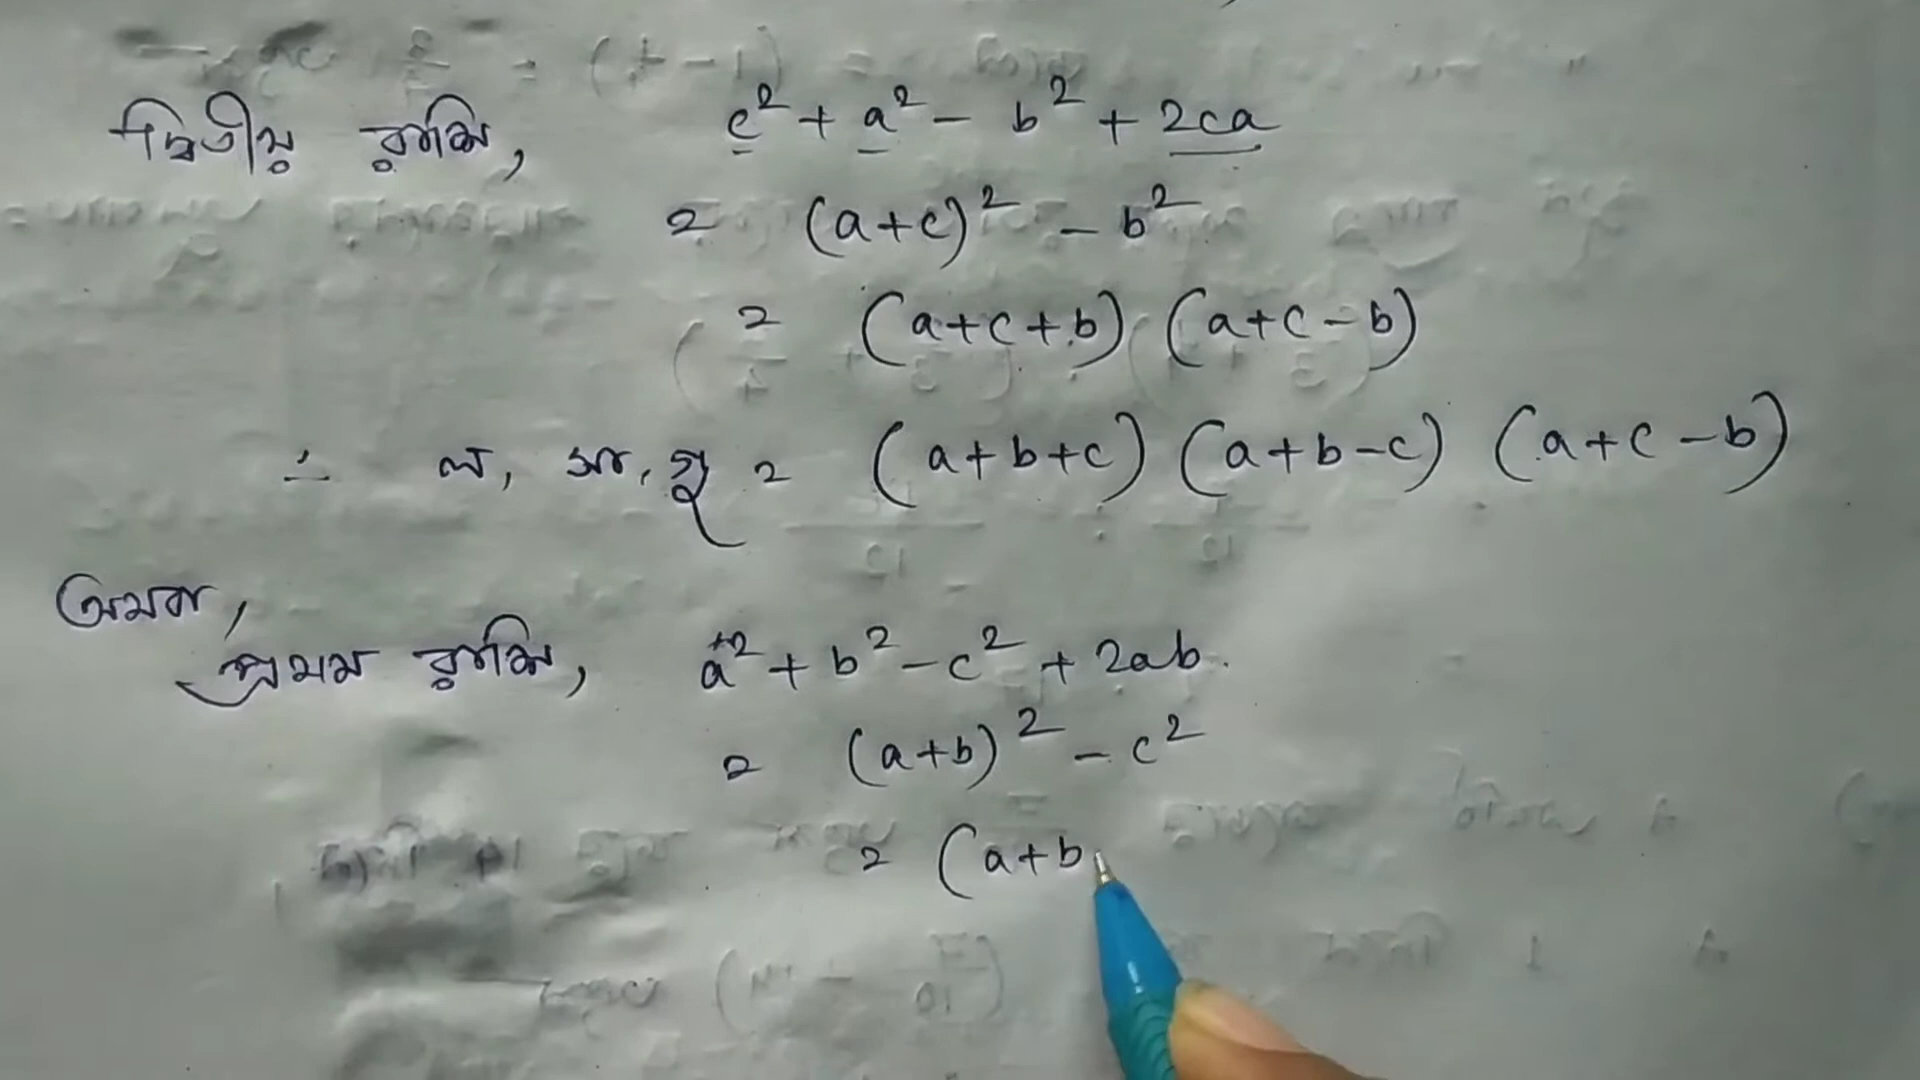 দ্বিতীয় রাশি, c² + a² - b² + 2ca
= (a+c)² - b²
= (a+c+b) (a+c-b)
∴ ল, সা, গু = (a+b+c) (a+b-c) (a+c-b)
অথবা,
প্রথম রাশি, a² + b² - c² + 2ab.
= (a+b)² - c²
= (a+b